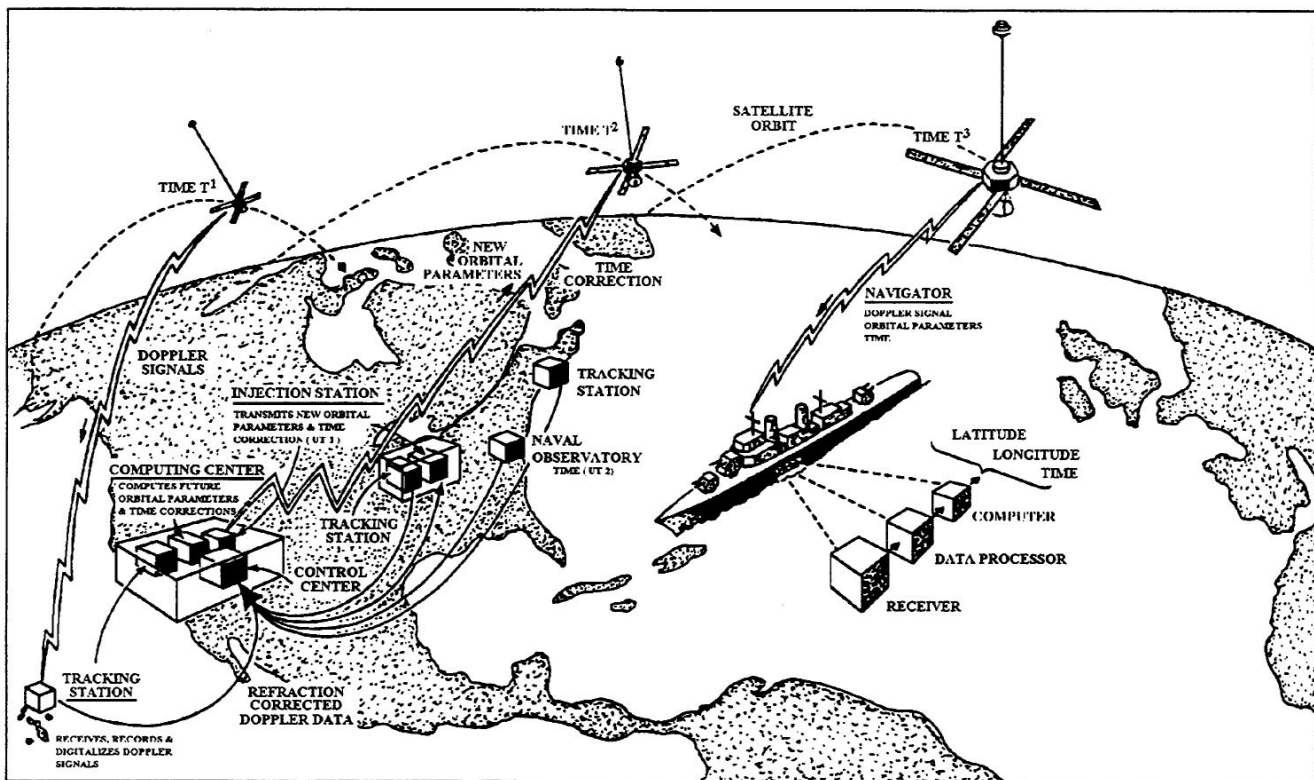 TIME T1
TIME T2
SATELLITE
ORBIT
TIME T3
NEW
ORBITAL
PARAMETERS
TIME
CORRECTION
NAVIGATOR
DOPPLER SIGNAL
ORBITAL PARAMETERS
TIME
DOPPLER
SIGNALS
TRACKING
STATION
INJECTION STATION
TRANSMITS NEW ORBITAL
PARAMETERS & TIME
CORRECTION ( UT 1 )
NAVAL
OBSERVATORY
TIME ( UT 2 )
COMPUTING CENTER
COMPUTES FUTURE
ORBITAL PARAMETERS
& TIME CORRECTIONS
LATITUDE
LONGITUDE
TIME
TRACKING
STATION
COMPUTER
DATA PROCESSOR
RECEIVER
CONTROL
CENTER
TRACKING
STATION
REFRACTION
CORRECTED
DOPPLER DATA
RECEIVES, RECORDS &
DIGITALIZES DOPPLER
SIGNALS